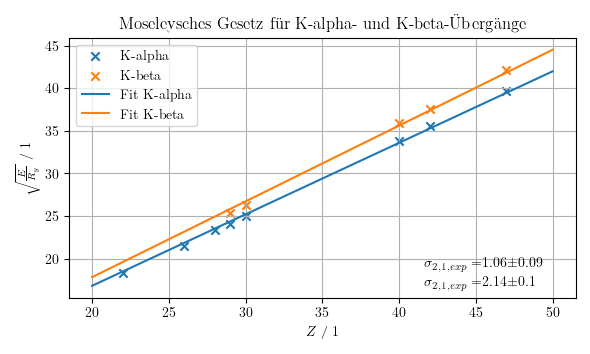 Moseleysches Gesetz für K-alpha- und K-beta-Übergänge
K-alpha
K-beta
Fit K-alpha
Fit K-beta
45
40
35
30
25
20
√E/R_y / 1
σ_{2,1,exp} =1.06±0.09
σ_{2,1,exp} =2.14±0.1
20 25 30 35 40 45 50
Z / 1